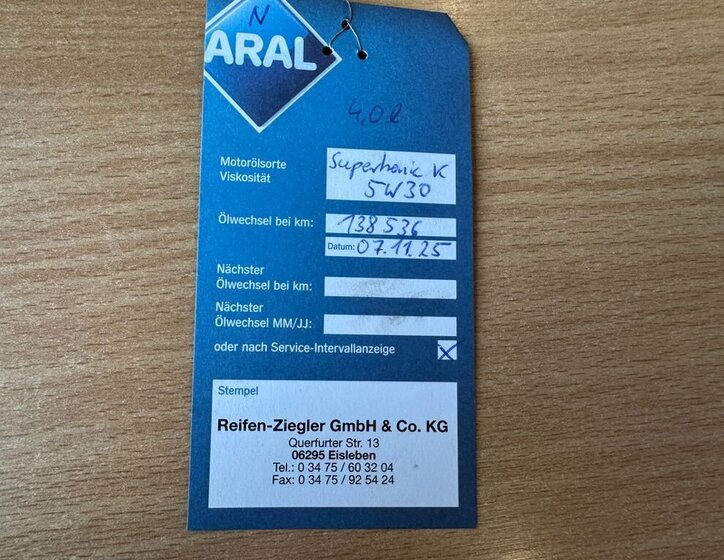 N
ARAL
4,0 l
Motorölsorte
Viskosität
Supertronic K
5W30
Ölwechsel bei km:
138 536
Datum: 07.11.25
Nächster
Ölwechsel bei km:
Nächster
Ölwechsel MM/JJ:
oder nach Service-Intervallanzeige
Stempel
Reifen-Ziegler GmbH & Co. KG
Querfurter Str. 13
06295 Eisleben
Tel.: 0 34 75 / 60 32 04
Fax: 0 34 75 / 92 54 24